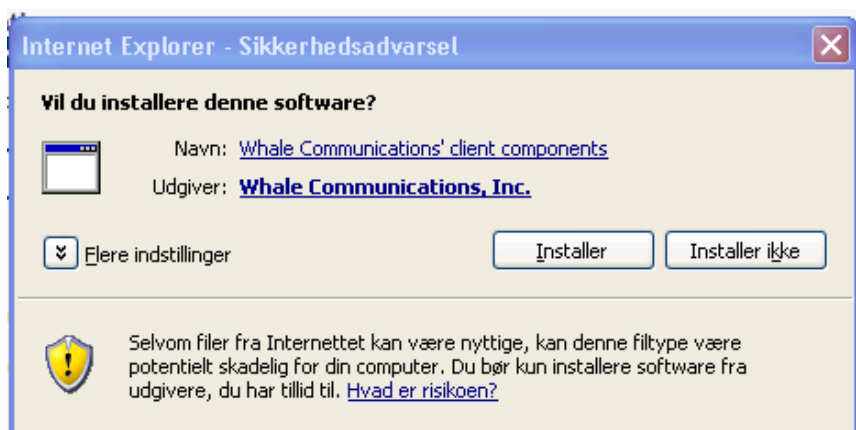 Internet Explorer - Sikkerhedsadvarsel
Vil du installere denne software?
Navn: Whale Communications' client components
Udgiver: Whale Communications, Inc.
Flere indstillinger
Installer
Installer ikke
Selvom filer fra Internettet kan være nyttige, kan denne filtype være
potentielt skadelig for din computer. Du bør kun installere software fra
udgivere, du har tillid til. Hvad er risikoen?